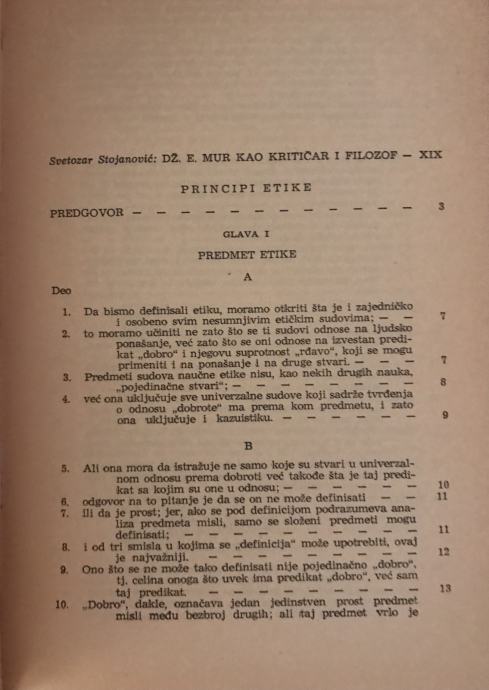 Svetozar Stojanović: DŽ. E. MUR KAO KRITIČAR I FILOZOF — XIX
PRINCIPI ETIKE
PREDGOVOR — — — — — — — — — — — — 3
GLAVA I
PREDMET ETIKE
A
Deo
1. Da bismo definisali etiku, moramo otkriti šta je i zajedničko
i osobeno svim nesumnjivim etičkim sudovima; — — 7
2. to moramo učiniti ne zato što se ti sudovi odnose na ljudsko
ponašanje, već zato što se oni odnose na izvestan predi-
kat „dobro“ i njegovu suprotnost „rđavo“, koji se mogu
primeniti i na ponašanje i na druge stvari. — — — 7
3. Predmeti sudova naučne etike nisu, kao nekih drugih nauka,
„pojedinačne stvari“; — — — — — — — — 8
4. već ona uključuje sve univerzalne sudove koji sadrže tvrđenja
o odnosu „dobrote“ ma prema kom predmetu, i zato
ona uključuje i kazuistiku. — — — — — — 9
B
5. Ali ona mora da istražuje ne samo koje su stvari u univerzal-
nom odnosu prema dobroti već takođe šta je taj predi-
kat sa kojim su one u odnosu; — — — — — — 10
6. odgovor na to pitanje je da se on ne može definisati — — 11
7. ili da je prost; jer, ako se pod definicijom podrazumeva ana-
liza predmeta misli, samo se složeni predmeti mogu
definisati; — — — — — — — — — — 11
8. i od tri smisla u kojima se „definicija“ može upotrebiti, ovaj
je najvažniji. — — — — — — — — — 12
9. Ono što se ne može tako definisati nije pojedinačno „dobro“,
tj. celina onoga što uvek ima predikat „dobro“, već sam
taj predikat. — — — — — — — — — 13
10. „Dobro“, dakle, označava jedan jedinstven prost predmet
misli među bezbroj drugih; ali taj predmet vrlo je